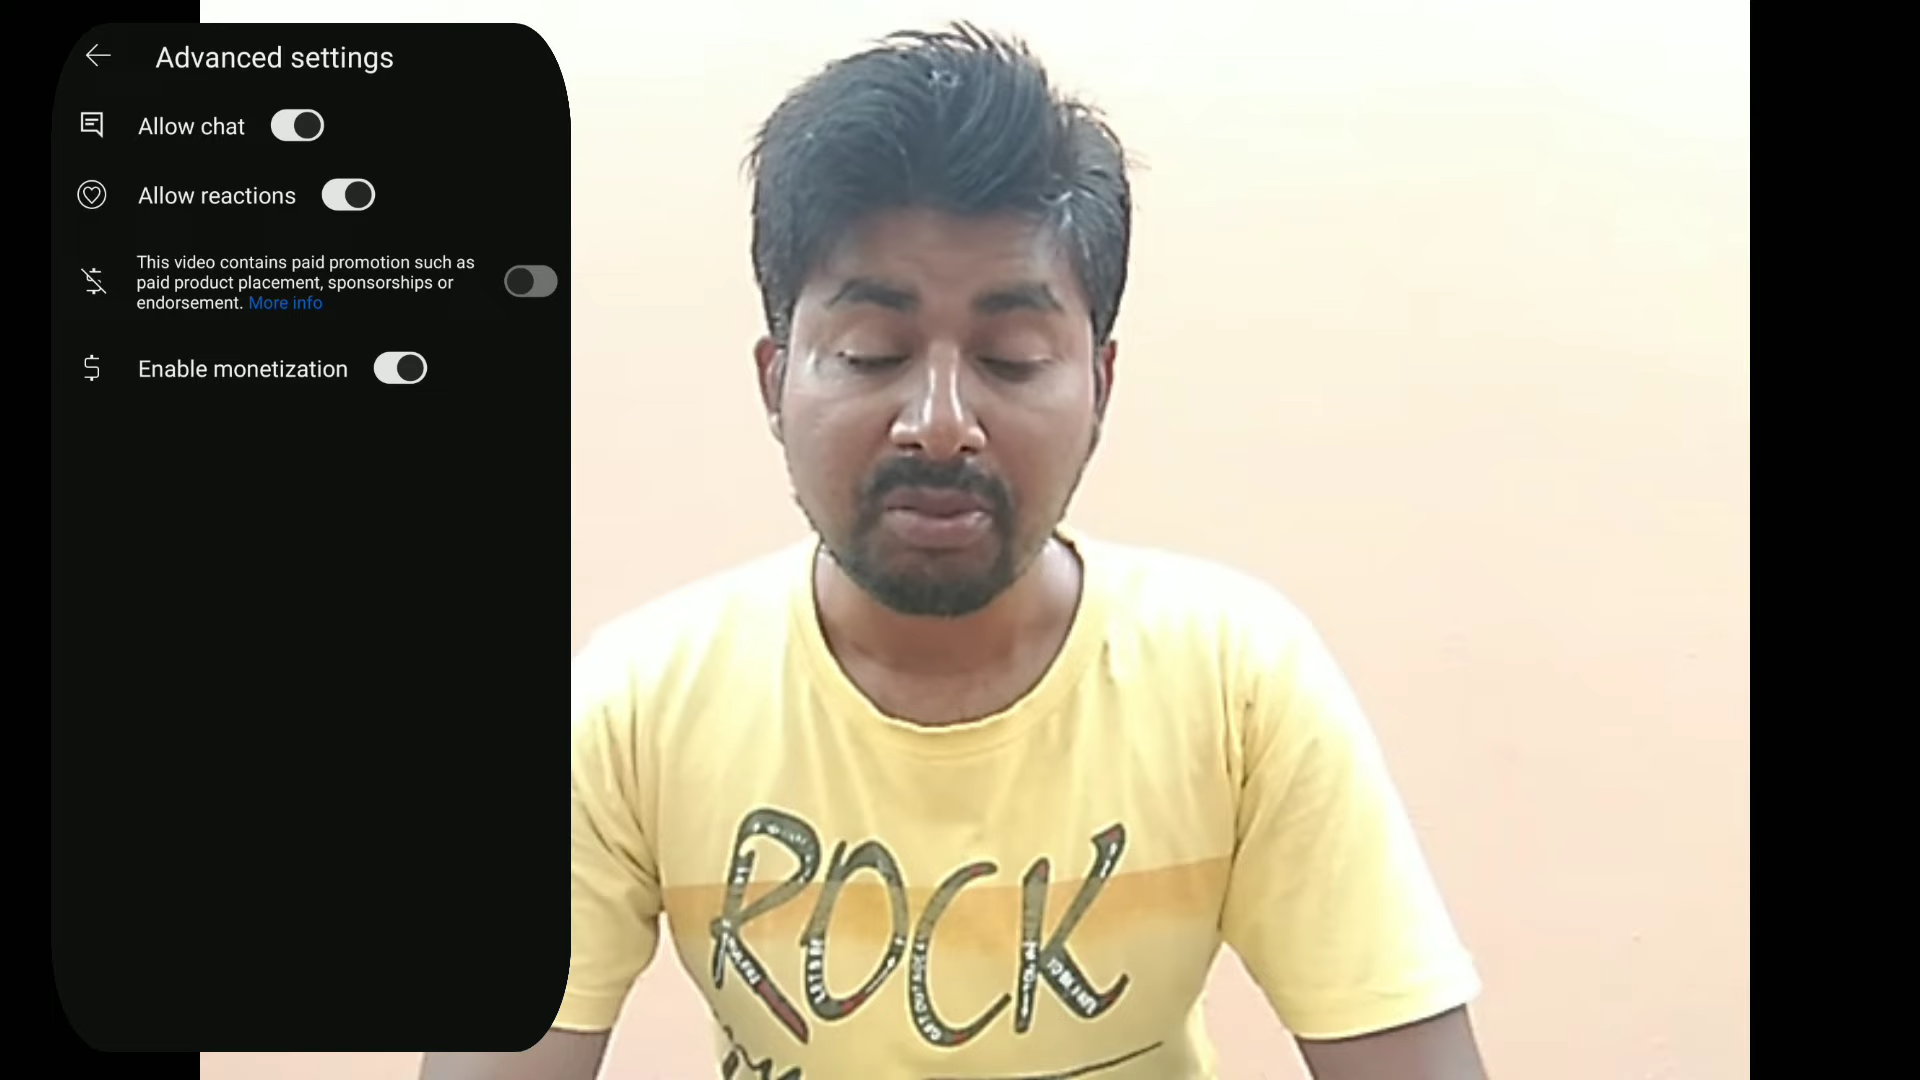 Advanced settings
Allow chat
Allow reactions
This video contains paid promotion such as
paid product placement, sponsorships or
endorsement. More info
Enable monetization
ROCK